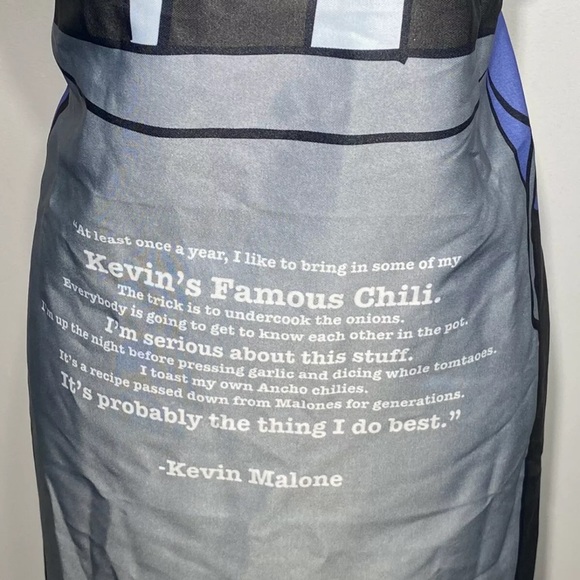 "At least once a year, I like to bring in some of my
Kevin's Famous Chili.
The trick is to undercook the onions.
Everybody is going to get to know each other in the pot.
I'm serious about this stuff.
I'm up the night before pressing garlic and dicing whole tomtaoes.
I toast my own Ancho chilies.
It's a recipe passed down from Malones for generations.
It's probably the thing I do best."
-Kevin Malone